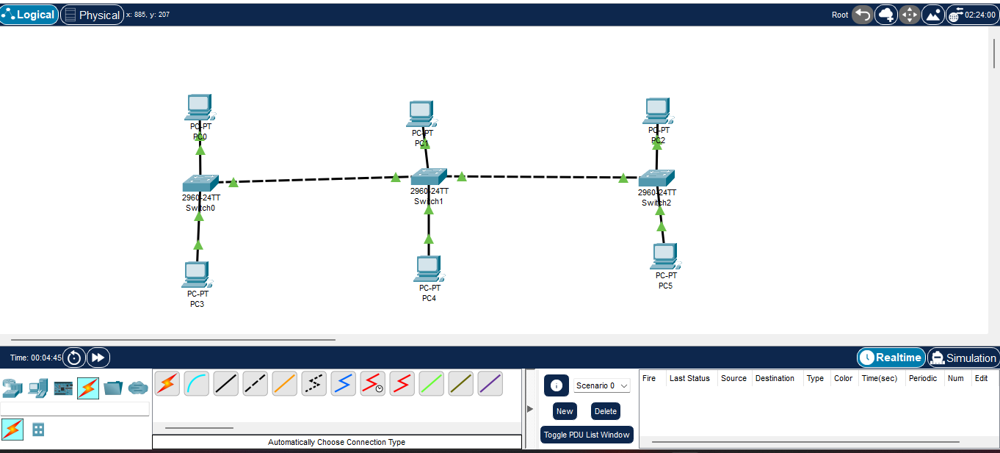 Logical Physical x: 885, y: 207 Root 02:24:00
PC-PT
PC0
PC-PT
PC1
PC-PT
PC2
2960-24TT
Switch0
2960-24TT
Switch1
2960-24TT
Switch2
PC-PT
PC3
PC-PT
PC4
PC-PT
PC5
Time: 00:04:45 Realtime Simulation
Scenario 0
New Delete
Toggle PDU List Window
Fire Last Status Source Destination Type Color Time(sec) Periodic Num Edit
Automatically Choose Connection Type